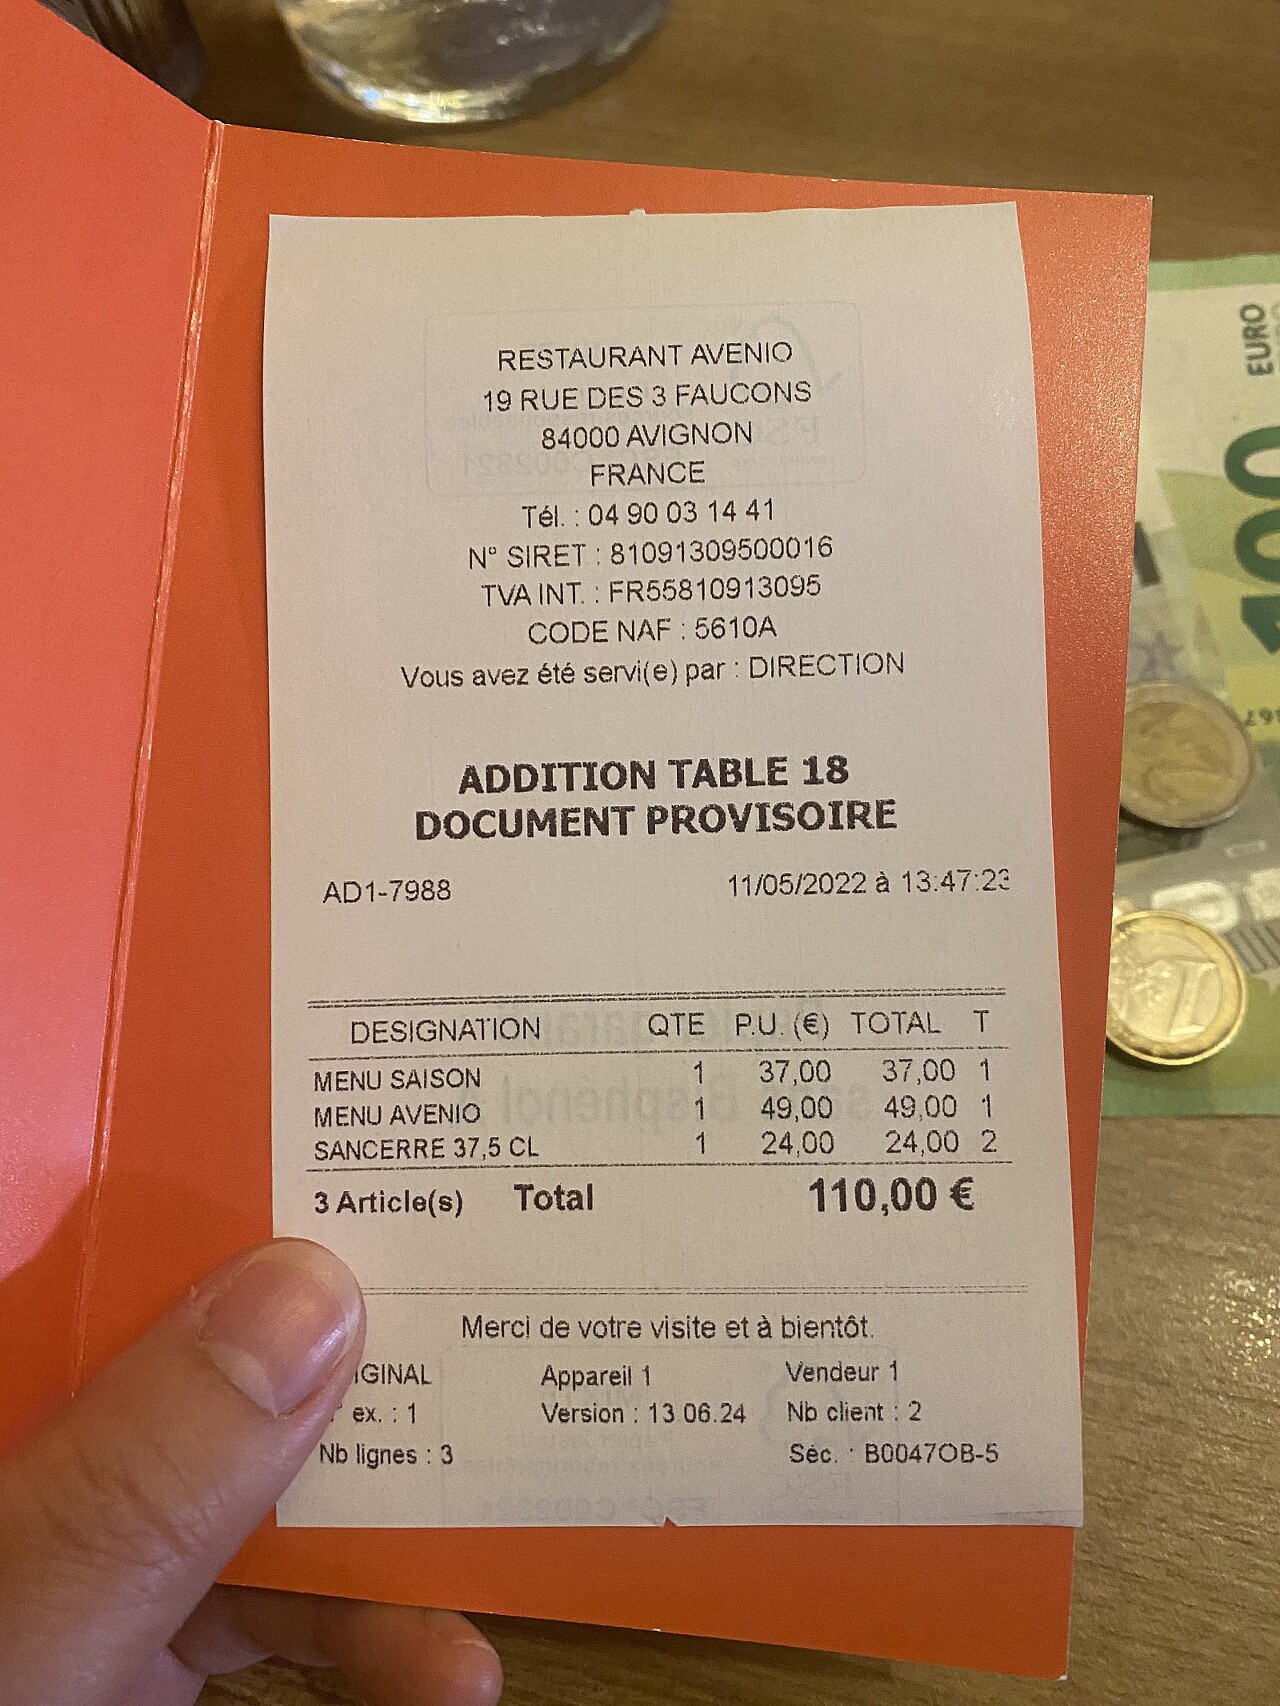 RESTAURANT AVENIO
19 RUE DES 3 FAUCONS
84000 AVIGNON
FRANCE
Tél. : 04 90 03 14 41
N° SIRET : 81091309500016
TVA INT. : FR55810913095
CODE NAF : 5610A
Vous avez été servi(e) par : DIRECTION
ADDITION TABLE 18
DOCUMENT PROVISOIRE
AD1-7988 11/05/2022 à 13:47:23
DESIGNATION QTE P.U. (€) TOTAL T
MENU SAISON 1 37,00 37,00 1
MENU AVENIO 1 49,00 49,00 1
SANCERRE 37,5 CL 1 24,00 24,00 2
3 Article(s) Total 110,00 €
Merci de votre visite et à bientôt.
IGINAL Appareil 1 Vendeur 1
ex. : 1 Version : 13.06.24 Nb client : 2
Nb lignes : 3 Séc. : B0047OB-5
EURO
100